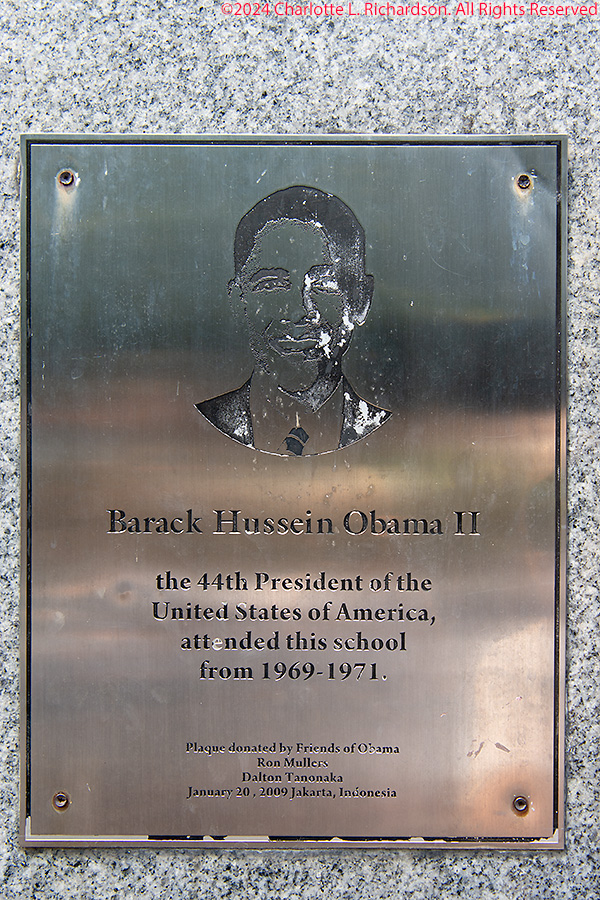 ©2024 Charlotte L. Richardson. All Rights Reserved
Barack Hussein Obama II
the 44th President of the
United States of America,
attended this school
from 1969-1971.
Plaque donated by Friends of Obama
Ron Mullers
Dalton Tanonaka
January 20 , 2009 Jakarta, Indonesia